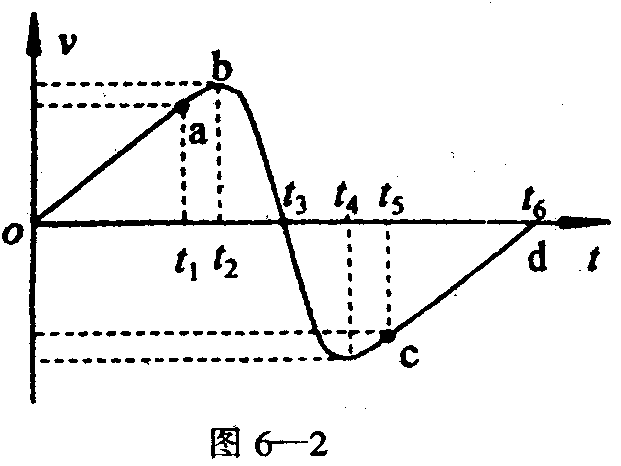 v
b
a
t₃ t₄ t₅ t₆
o
t₁ t₂ d t
c
图 6—2